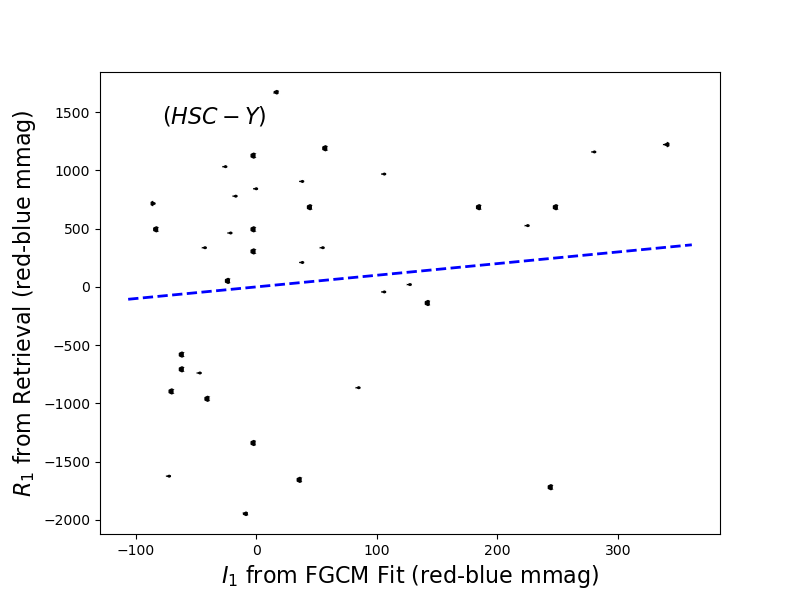 (HSC − Y)
1500
1000
500
0
−500
−1000
−1500
−2000
R₁ from Retrieval (red-blue mmag)
−100 0 100 200 300
I₁ from FGCM Fit (red-blue mmag)